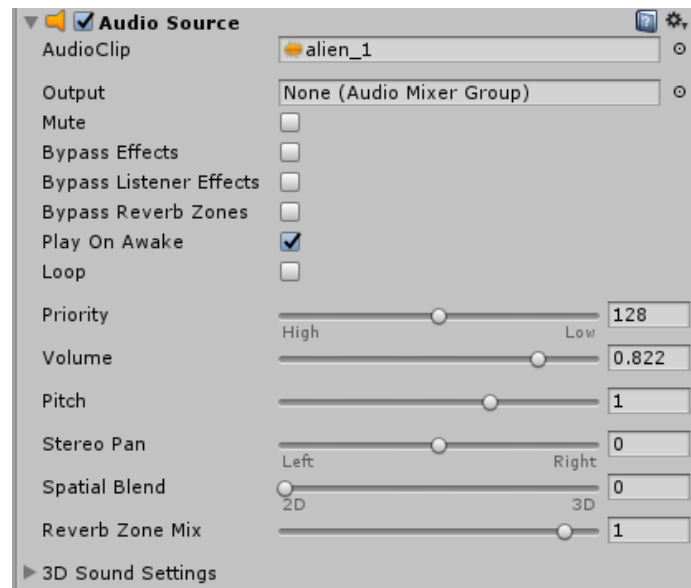 Audio Source
AudioClip alien_1
Output None (Audio Mixer Group)
Mute
Bypass Effects
Bypass Listener Effects
Bypass Reverb Zones
Play On Awake
Loop
Priority 128
High Low
Volume 0.822
Pitch 1
Stereo Pan 0
Left Right
Spatial Blend 0
2D 3D
Reverb Zone Mix 1
3D Sound Settings